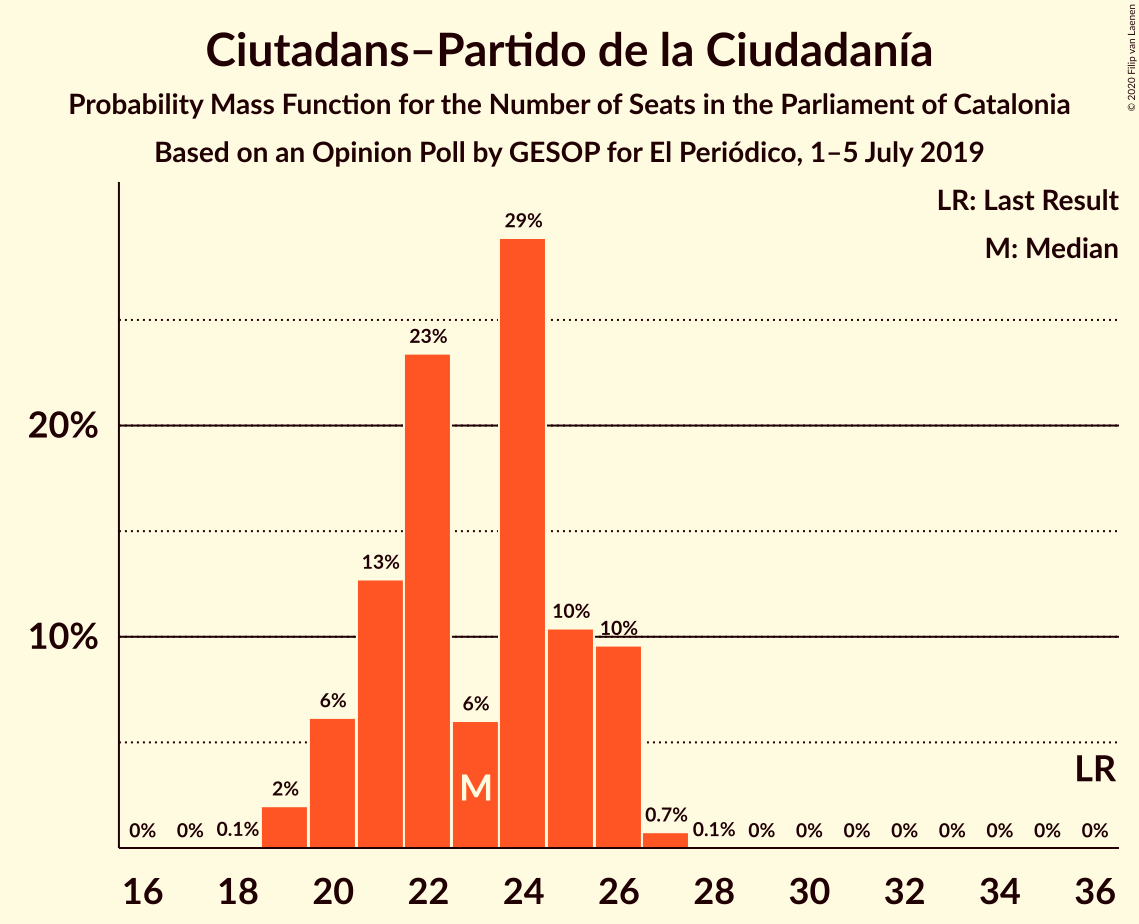 Ciutadans–Partido de la Ciudadanía
Probability Mass Function for the Number of Seats in the Parliament of Catalonia
Based on an Opinion Poll by GESOP for El Periódico, 1–5 July 2019
© 2020 Filip van Laenen
LR: Last Result
M: Median
20%
10%
0%
0%
0.1%
2%
6%
13%
23%
6%
29%
10%
10%
0.7%
0.1%
0%
0%
0%
0%
0%
0%
0%
0%
M
LR
16 18 20 22 24 26 28 30 32 34 36